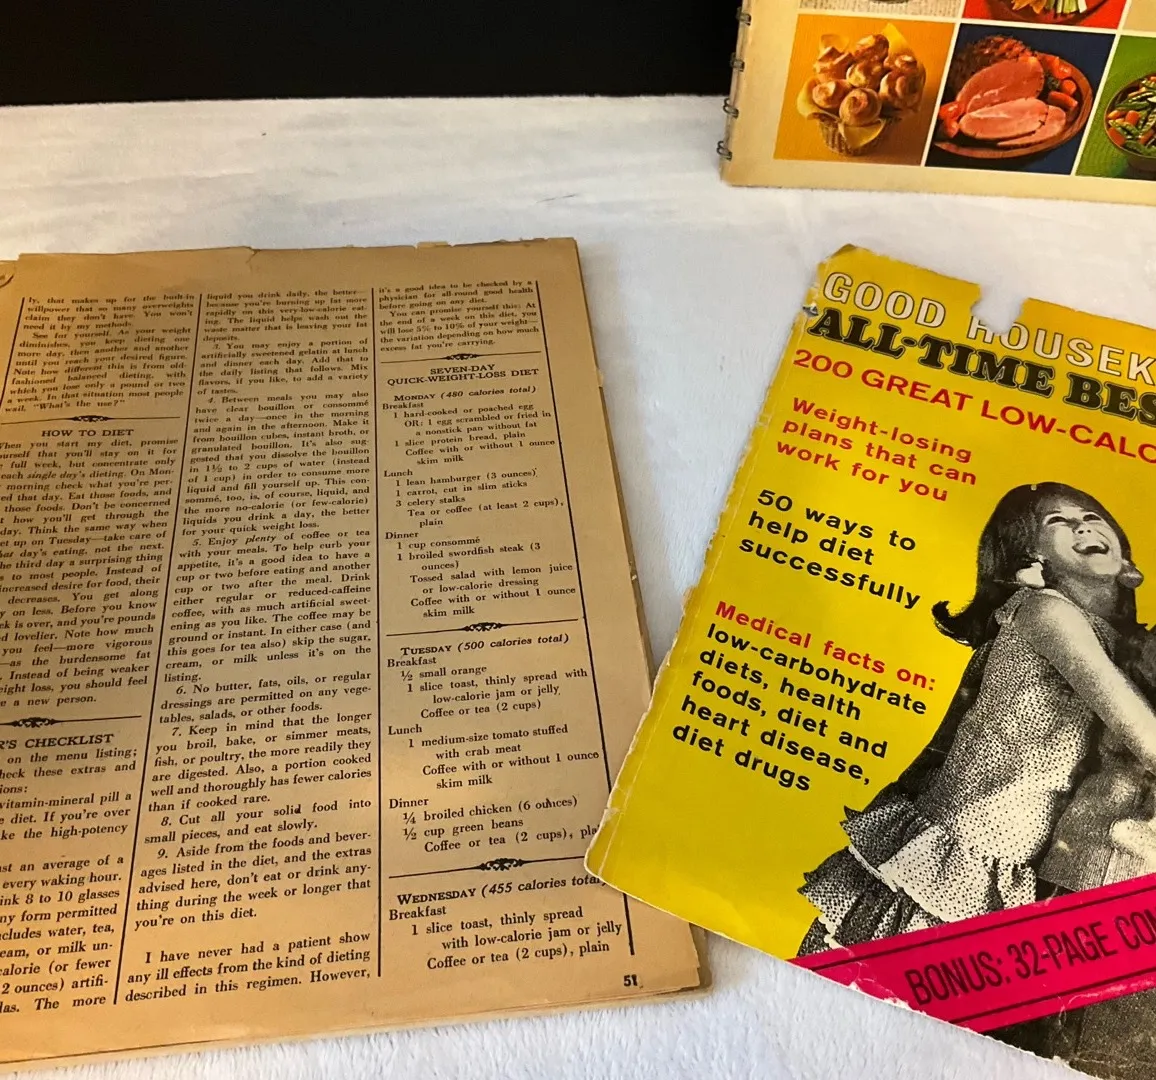 ly, that makes up for the built-in
willpower that so many overweights
claim they don't have. You won't
need it by my methods.
See for yourself. As your weight
diminishes, you keep dieting one
more day, then another and another
until you reach your desired figure.
Note how different this is from old-
fashioned balanced dieting, with
which you lose only a pound or two
a week. In that situation most people
wail, "What's the use?"
HOW TO DIET
When you start my diet, promise
yourself that you'll stay on it for
full week, but concentrate only
each single day's dieting. On Mon-
morning check what you're per-
ed that day. Eat those foods, and
those foods. Don't be concerned
t how you'll get through the
day. Think the same way when
et up on Tuesday—take care of
hat day's eating, not the next.
the third day a surprising thing
s to most people. Instead of
increased desire for food, their
decreases. You get along
y on less. Before you know
ck is over, and you're pounds
d lovelier. Note how much
you feel—more vigorous
—as the burdensome fat
. Instead of being weaker
eight loss, you should feel
e a new person.
R'S CHECKLIST
on the menu listing;
heck these extras and
ions:
vitamin-mineral pill a
e diet. If you're over
ke the high-potency
ust an average of a
every waking hour.
ink 8 to 10 glasses
ny form permitted
cludes water, tea,
eam, or milk un-
calorie (or fewer
2 ounces) artifi-
las. The more
liquid you drink daily, the better—
because you're burning up fat more
rapidly on this very-low-calorie eat-
ing. The liquid helps wash out the
waste matter that is leaving your fat
deposits.
3. You may enjoy a portion of
artificially sweetened gelatin at lunch
and dinner each day. Add that to
the daily listing that follows. Mix
flavors, if you like, to add a variety
of tastes.
4. Between meals you may also
have clear bouillon or consommé
twice a day—once in the morning
and again in the afternoon. Make it
from bouillon cubes, instant broth, or
granulated bouillon. It's also sug-
gested that you dissolve the bouillon
in 1½ to 2 cups of water (instead
of 1 cup) in order to consume more
liquid and fill yourself up. This con-
sommé, too, is, of course, liquid, and
the more no-calorie (or few-calorie)
liquids you drink a day, the better
for your quick weight loss.
5. Enjoy plenty of coffee or tea
with your meals. To help curb your
appetite, it's a good idea to have a
cup or two before eating and another
cup or two after the meal. Drink
either regular or reduced-caffeine
coffee, with as much artificial sweet-
ening as you like. The coffee may be
ground or instant. In either case (and
this goes for tea also) skip the sugar,
cream, or milk unless it's on the
listing.
6. No butter, fats, oils, or regular
dressings are permitted on any vege-
tables, salads, or other foods.
7. Keep in mind that the longer
you broil, bake, or simmer meats,
fish, or poultry, the more readily they
are digested. Also, a portion cooked
well and thoroughly has fewer calories
than if cooked rare.
8. Cut all your solid food into
small pieces, and eat slowly.
9. Aside from the foods and bever-
ages listed in the diet, and the extras
advised here, don't eat or drink any-
thing during the week or longer that
you're on this diet.
I have never had a patient show
any ill effects from the kind of dieting
described in this regimen. However,
it's a good idea to be checked by a
physician for all-round good health
before going on any diet.
You can promise yourself this: At
the end of a week on this diet, you
will lose 5% to 10% of your weight—
the variation depending on how much
excess fat you're carrying.
SEVEN-DAY
QUICK-WEIGHT-LOSS DIET
MONDAY (480 calories total)
Breakfast
1 hard-cooked or poached egg
OR: 1 egg scrambled or fried in
a nonstick pan without fat
1 slice protein bread, plain
Coffee with or without 1 ounce
skim milk
Lunch
1 lean hamburger (3 ounces)
1 carrot, cut in slim sticks
3 celery stalks
Tea or coffee (at least 2 cups),
plain
Dinner
1 cup consommé
1 broiled swordfish steak (3
ounces)
Tossed salad with lemon juice
or low-calorie dressing
Coffee with or without 1 ounce
skim milk
TUESDAY (500 calories total)
Breakfast
½ small orange
1 slice toast, thinly spread with
low-calorie jam or jelly
Coffee or tea (2 cups)
Lunch
1 medium-size tomato stuffed
with crab meat
Coffee with or without 1 ounce
skim milk
Dinner
¼ broiled chicken (6 ounces)
½ cup green beans
Coffee or tea (2 cups), pla
WEDNESDAY (455 calories total
Breakfast
1 slice toast, thinly spread
with low-calorie jam or jelly
Coffee or tea (2 cups), plain
51
GOOD HOUSEK
ALL-TIME BES
200 GREAT LOW-CALO
Weight-losing
plans that can
work for you
50 ways to
help diet
successfully
Medical facts on:
low-carbohydrate
diets, health
foods, diet and
heart disease,
diet drugs
BONUS: 32-PAGE CO